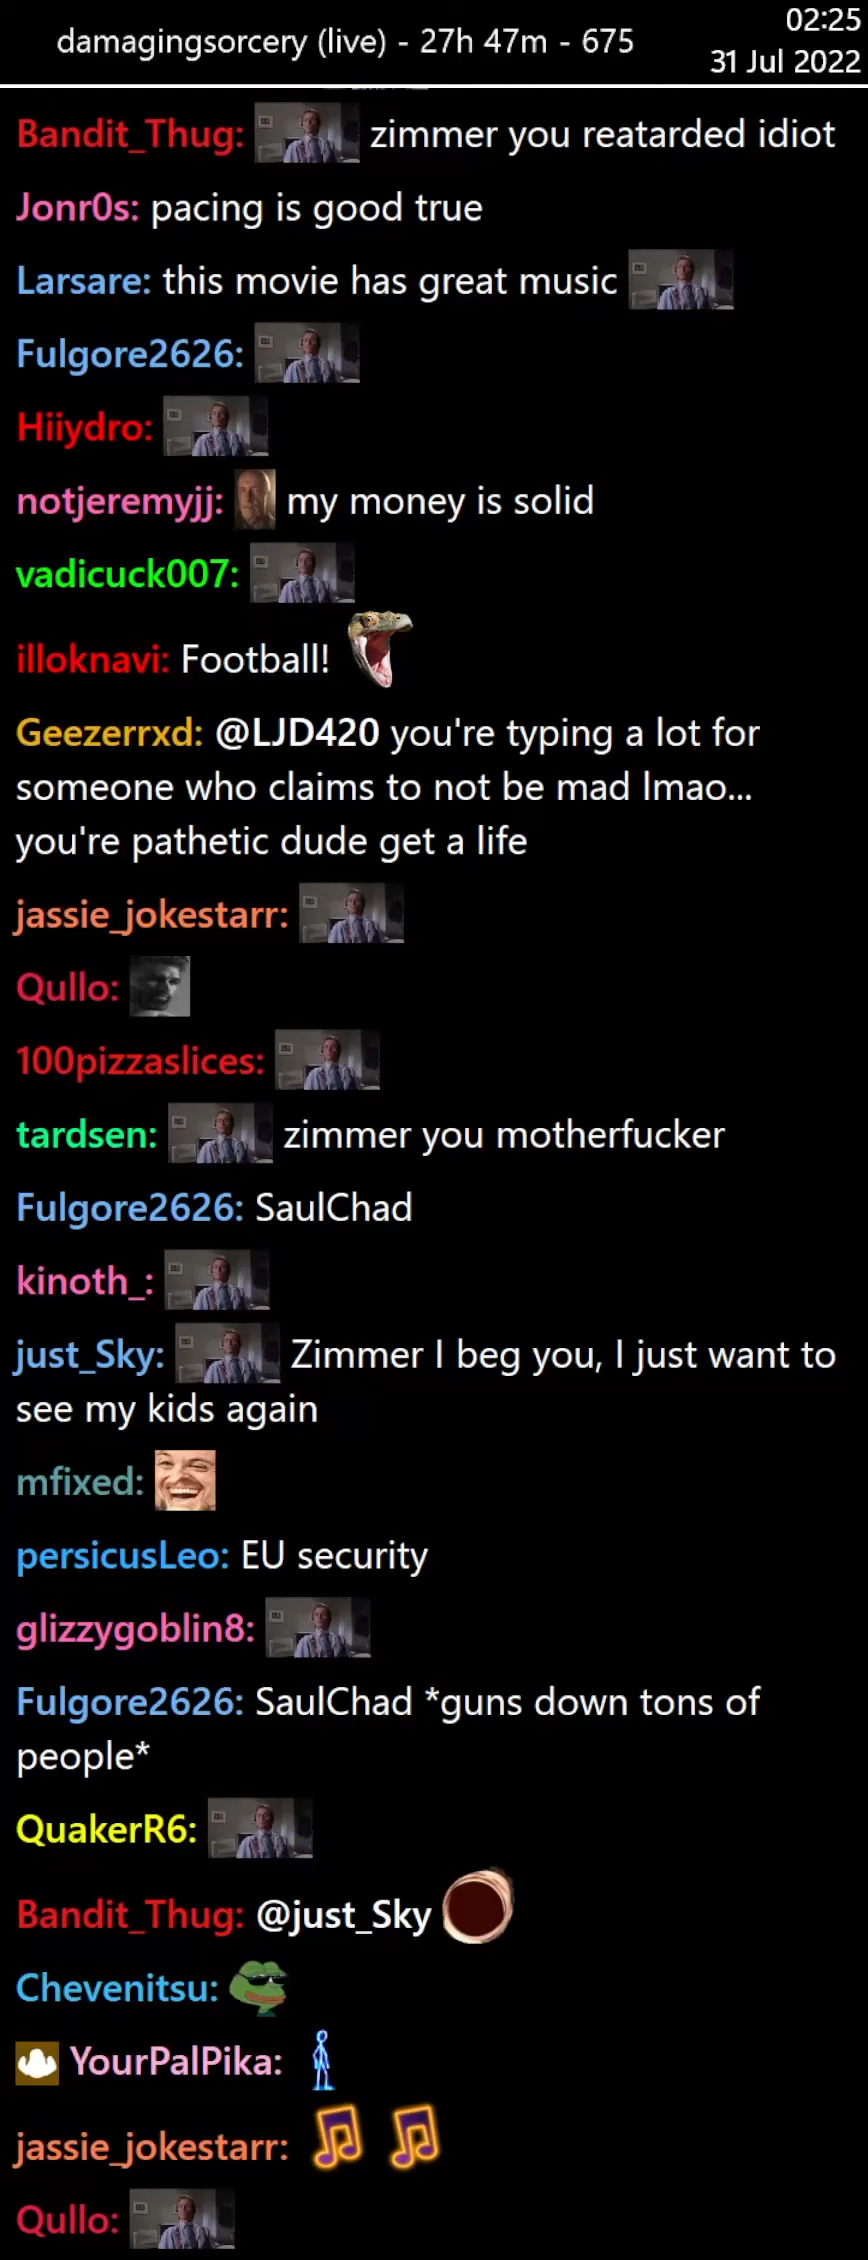 damagingsorcery (live) - 27h 47m - 675
02:25
31 Jul 2022
Bandit_Thug: zimmer you reatarded idiot
Jonr0s: pacing is good true
Larsare: this movie has great music
Fulgore2626:
Hiiydro:
notjeremyjj: my money is solid
vadicuck007:
illoknavi: Football!
Geezerrxd: @LJD420 you're typing a lot for
someone who claims to not be mad lmao...
you're pathetic dude get a life
jassie_jokestarr:
Qullo:
100pizzaslices:
tardsen: zimmer you motherfucker
Fulgore2626: SaulChad
kinoth_:
just_Sky: Zimmer I beg you, I just want to
see my kids again
mfixed:
persicusLeo: EU security
glizzygoblin8:
Fulgore2626: SaulChad *guns down tons of
people*
QuakerR6:
Bandit_Thug: @just_Sky
Chevenitsu:
YourPalPika:
jassie_jokestarr:
Qullo: